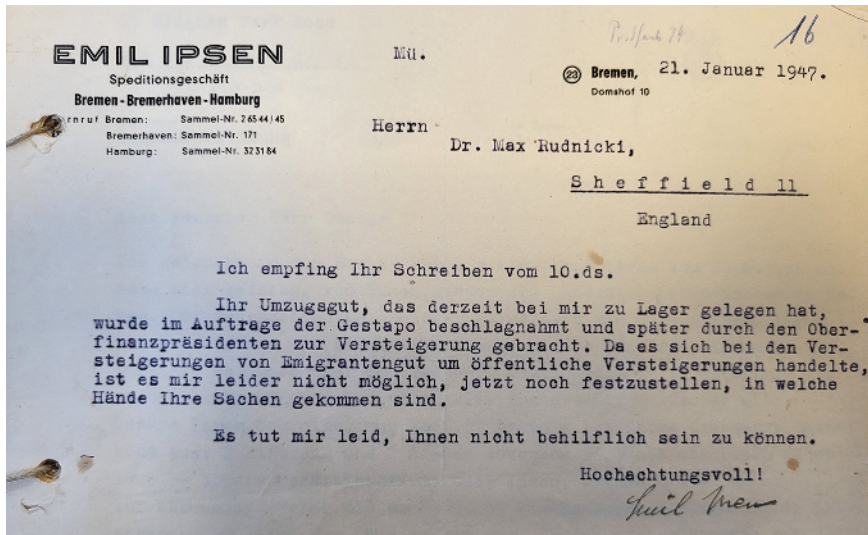 Postfach 74
16
EMIL IPSEN
Speditionsgeschäft
Bremen - Bremerhaven - Hamburg
rnruf Bremen: Sammel-Nr. 26544/45
Bremerhaven: Sammel-Nr. 171
Hamburg: Sammel-Nr. 323184
Mü.
23 Bremen, 21. Januar 1947.
Domshof 10
Herrn
Dr. Max Rudnicki,
Sheffield 11
England
Ich empfing Ihr Schreiben vom 10.ds.
Ihr Umzugsgut, das derzeit bei mir zu Lager gelegen hat,
wurde im Auftrage der Gestapo beschlagnahmt und später durch den Ober-
finanzpräsidenten zur Versteigerung gebracht. Da es sich bei den Ver-
steigerungen von Emigrantengut um öffentliche Versteigerungen handelte,
ist es mir leider nicht möglich, jetzt noch festzustellen, in welche
Hände Ihre Sachen gekommen sind.
Es tut mir leid, Ihnen nicht behilflich sein zu können.
Hochachtungsvoll!
Emil Ipsen